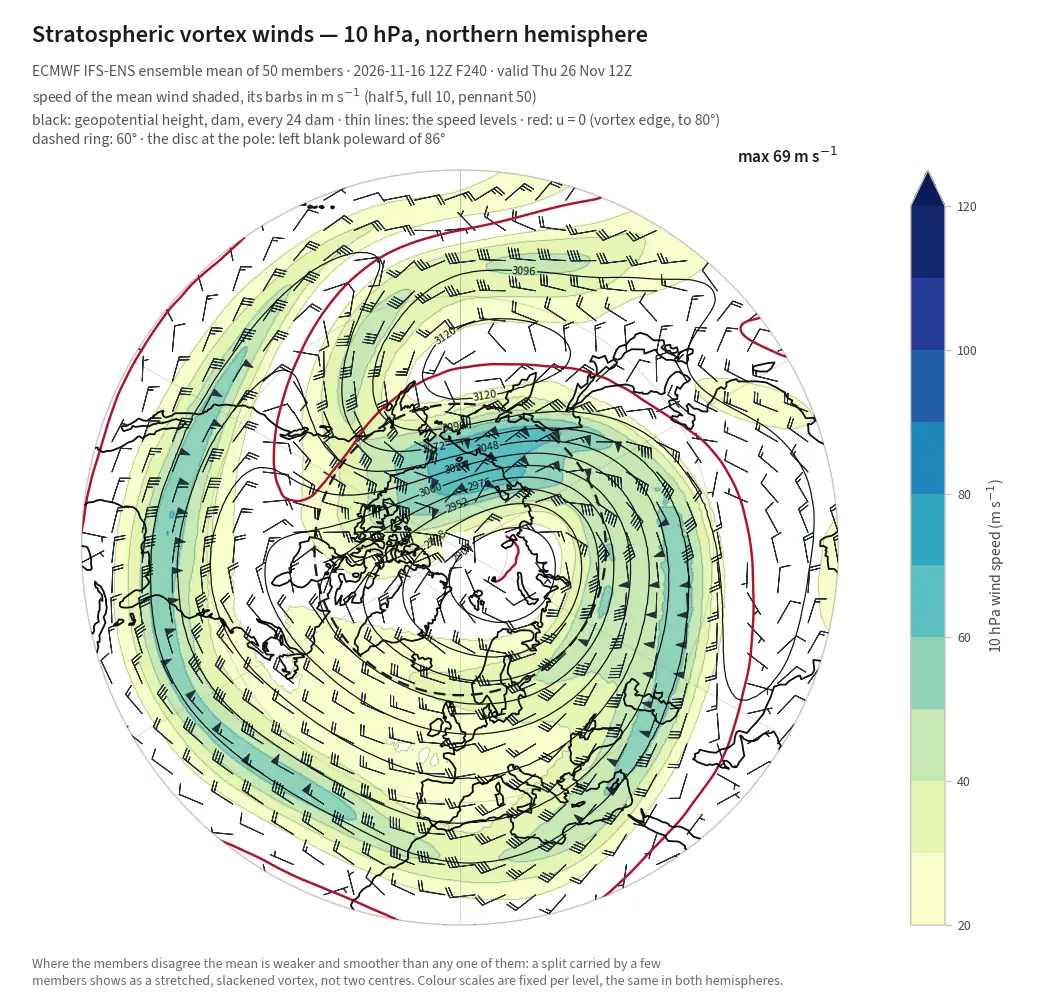 Stratospheric vortex winds — 10 hPa, northern hemisphere
ECMWF IFS-ENS ensemble mean of 50 members · 2026-11-16 12Z F240 · valid Thu 26 Nov 12Z
speed of the mean wind shaded, its barbs in m s⁻¹ (half 5, full 10, pennant 50)
black: geopotential height, dam, every 24 dam · thin lines: the speed levels · red: u = 0 (vortex edge, to 80°)
dashed ring: 60° · the disc at the pole: left blank poleward of 86°
max 69 m s⁻¹
120
100
80
60
40
20
10 hPa wind speed (m s⁻¹)
3096
3120
3120
3048
3000
2976
2952
Where the members disagree the mean is weaker and smoother than any one of them: a split carried by a few
members shows as a stretched, slackened vortex, not two centres. Colour scales are fixed per level, the same in both hemispheres.